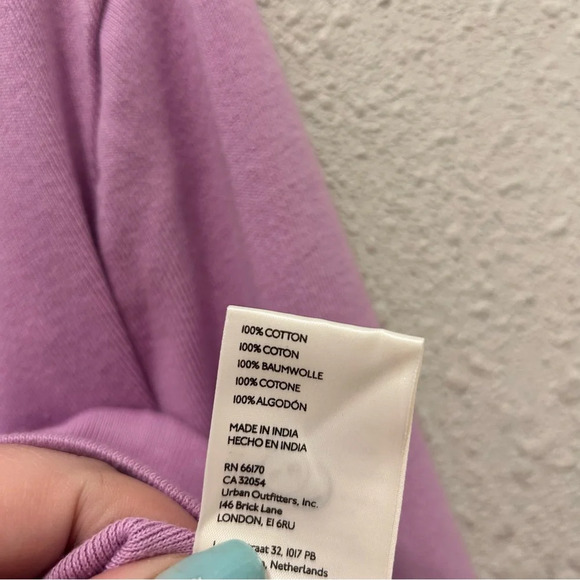 100% COTTON
100% COTON
100% BAUMWOLLE
100% COTONE
100% ALGODÓN
MADE IN INDIA
HECHO EN INDIA
RN 66170
CA 32054
Urban Outfitters, Inc.
146 Brick Lane
LONDON, E1 6RU
32, 1017 PB
Netherlands